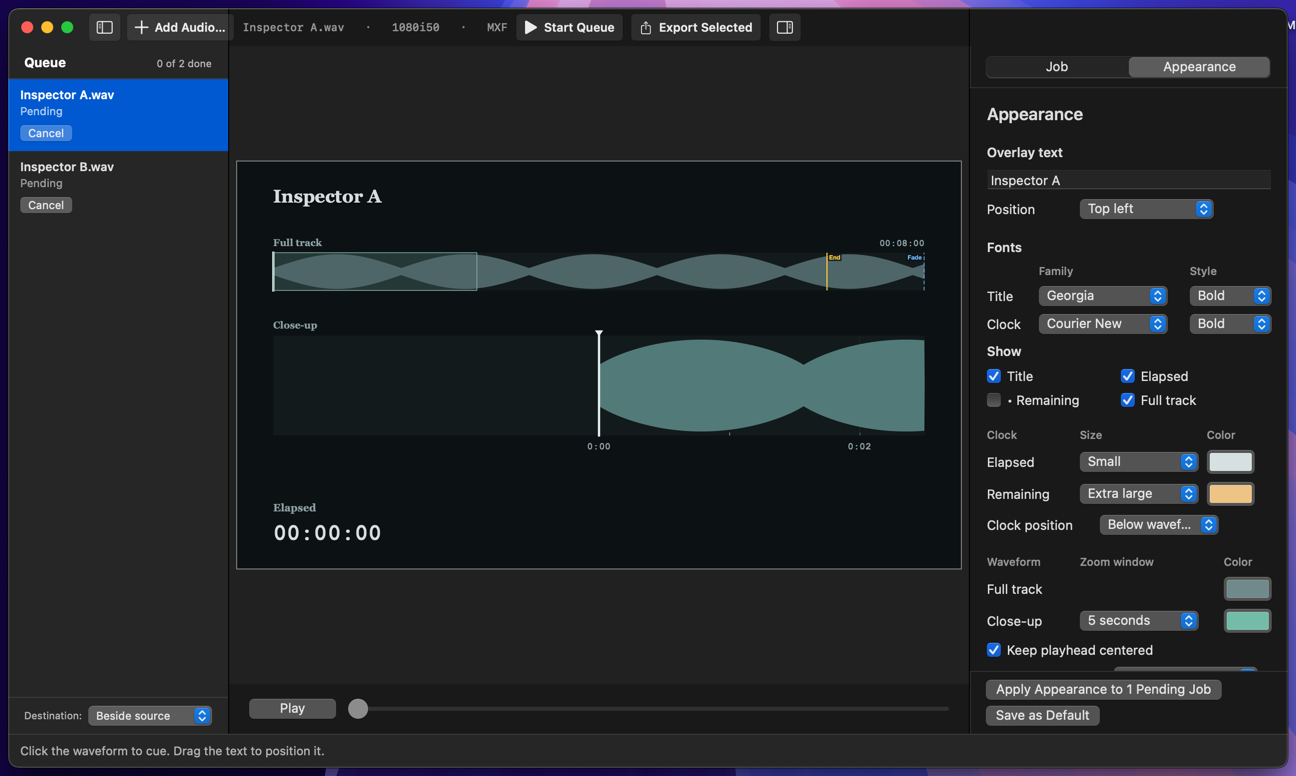 Add Audio... Inspector A.wav · 1080i50 · MXF Start Queue Export Selected
Queue 0 of 2 done
Inspector A.wav
Pending
Cancel
Inspector B.wav
Pending
Cancel
Destination: Beside source
Inspector A
Full track 00:08:00
End Fade
Close-up
0:00 0:02
Elapsed
00:00:00
Play
Job Appearance
Appearance
Overlay text
Inspector A
Position Top left
Fonts
Family Style
Title Georgia Bold
Clock Courier New Bold
Show
Title Elapsed
• Remaining Full track
Clock Size Color
Elapsed Small
Remaining Extra large
Clock position Below wavef...
Waveform Zoom window Color
Full track
Close-up 5 seconds
Keep playhead centered
Apply Appearance to 1 Pending Job
Save as Default
Click the waveform to cue. Drag the text to position it.